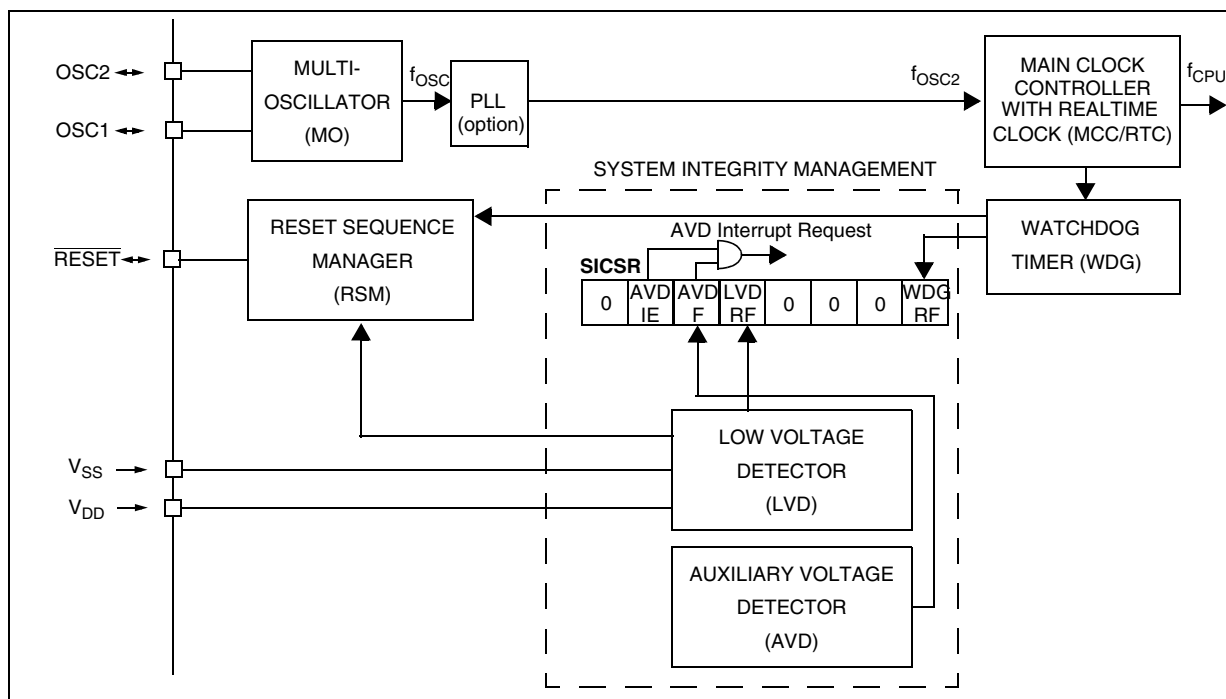 OSC2
OSC1
MULTI-
OSCILLATOR
(MO)
fOSC
PLL
(option)
fOSC2
MAIN CLOCK
CONTROLLER
WITH REALTIME
CLOCK (MCC/RTC)
fCPU
SYSTEM INTEGRITY MANAGEMENT
RESET
RESET SEQUENCE
MANAGER
(RSM)
AVD Interrupt Request
WATCHDOG
TIMER (WDG)
SICSR
0
AVD
IE
AVD
F
LVD
RF
0
0
0
WDG
RF
VSS
VDD
LOW VOLTAGE
DETECTOR
(LVD)
AUXILIARY VOLTAGE
DETECTOR
(AVD)